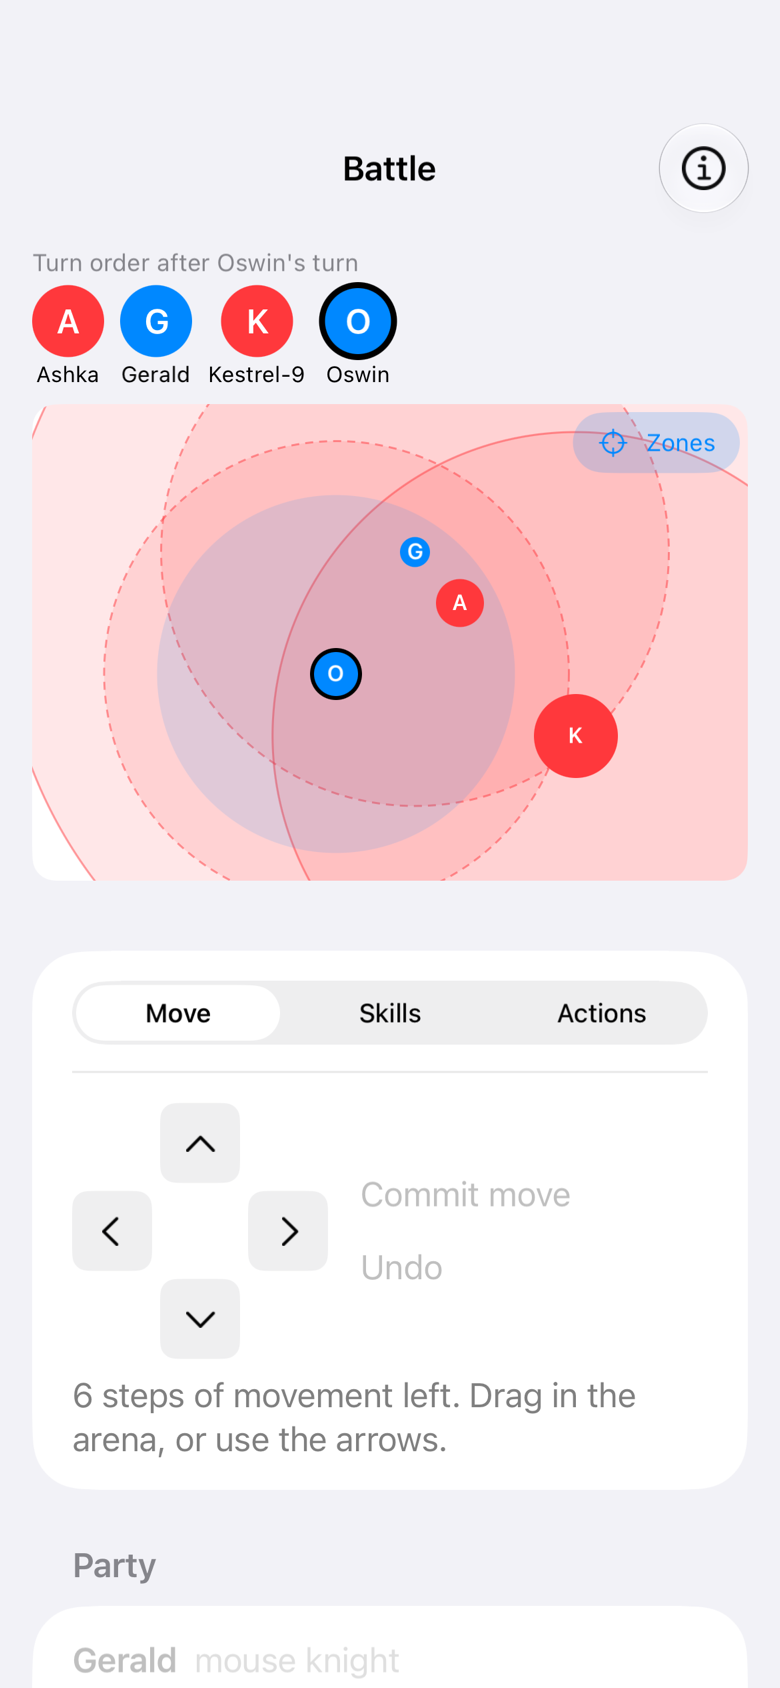 Battle
Turn order after Oswin's turn
A G K O
Ashka Gerald Kestrel-9 Oswin
Zones
G
A
O
K
Move Skills Actions
Commit move
Undo
6 steps of movement left. Drag in the
arena, or use the arrows.
Party
Gerald mouse knight